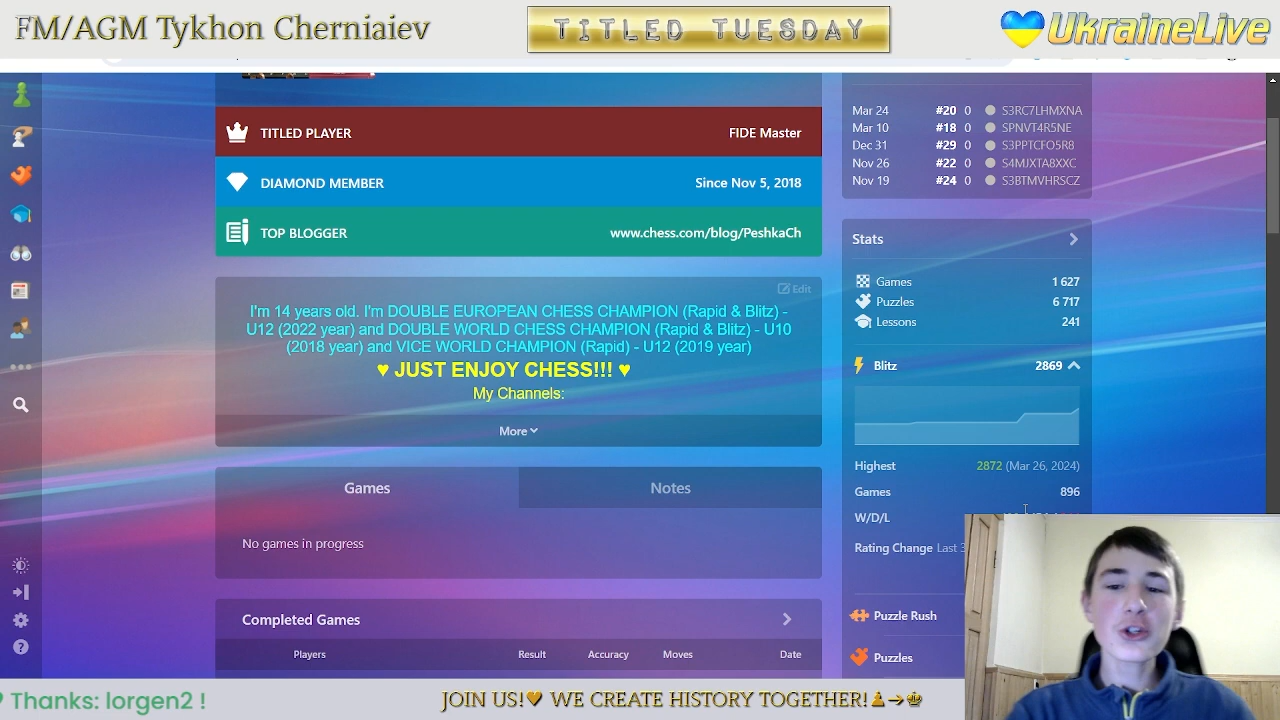 FM/AGM Tykhon Cherniaiev
TITLED TUESDAY
UkraineLive
TITLED PLAYER FIDE Master
DIAMOND MEMBER Since Nov 5, 2018
TOP BLOGGER www.chess.com/blog/PeshkaCh
Edit
I'm 14 years old. I'm DOUBLE EUROPEAN CHESS CHAMPION (Rapid & Blitz) -
U12 (2022 year) and DOUBLE WORLD CHESS CHAMPION (Rapid & Blitz) - U10
(2018 year) and VICE WORLD CHAMPION (Rapid) - U12 (2019 year)
♥ JUST ENJOY CHESS!!! ♥
My Channels:
More
Games Notes
No games in progress
Completed Games
Players Result Accuracy Moves Date
Mar 24 #20 0 S3RC7LHMXNA
Mar 10 #18 0 SPNVT4R5NE
Dec 31 #29 0 S3PPTCFO5R8
Nov 26 #22 0 S4MJXTA8XXC
Nov 19 #24 0 S3BTMVHRSCZ
Stats
Games 1 627
Puzzles 6 717
Lessons 241
Blitz 2869
Highest 2872 (Mar 26, 2024)
Games 896
W/D/L
Rating Change Last
Puzzle Rush
Puzzles
Thanks: lorgen2 !
JOIN US!♥ WE CREATE HISTORY TOGETHER!♟→♚